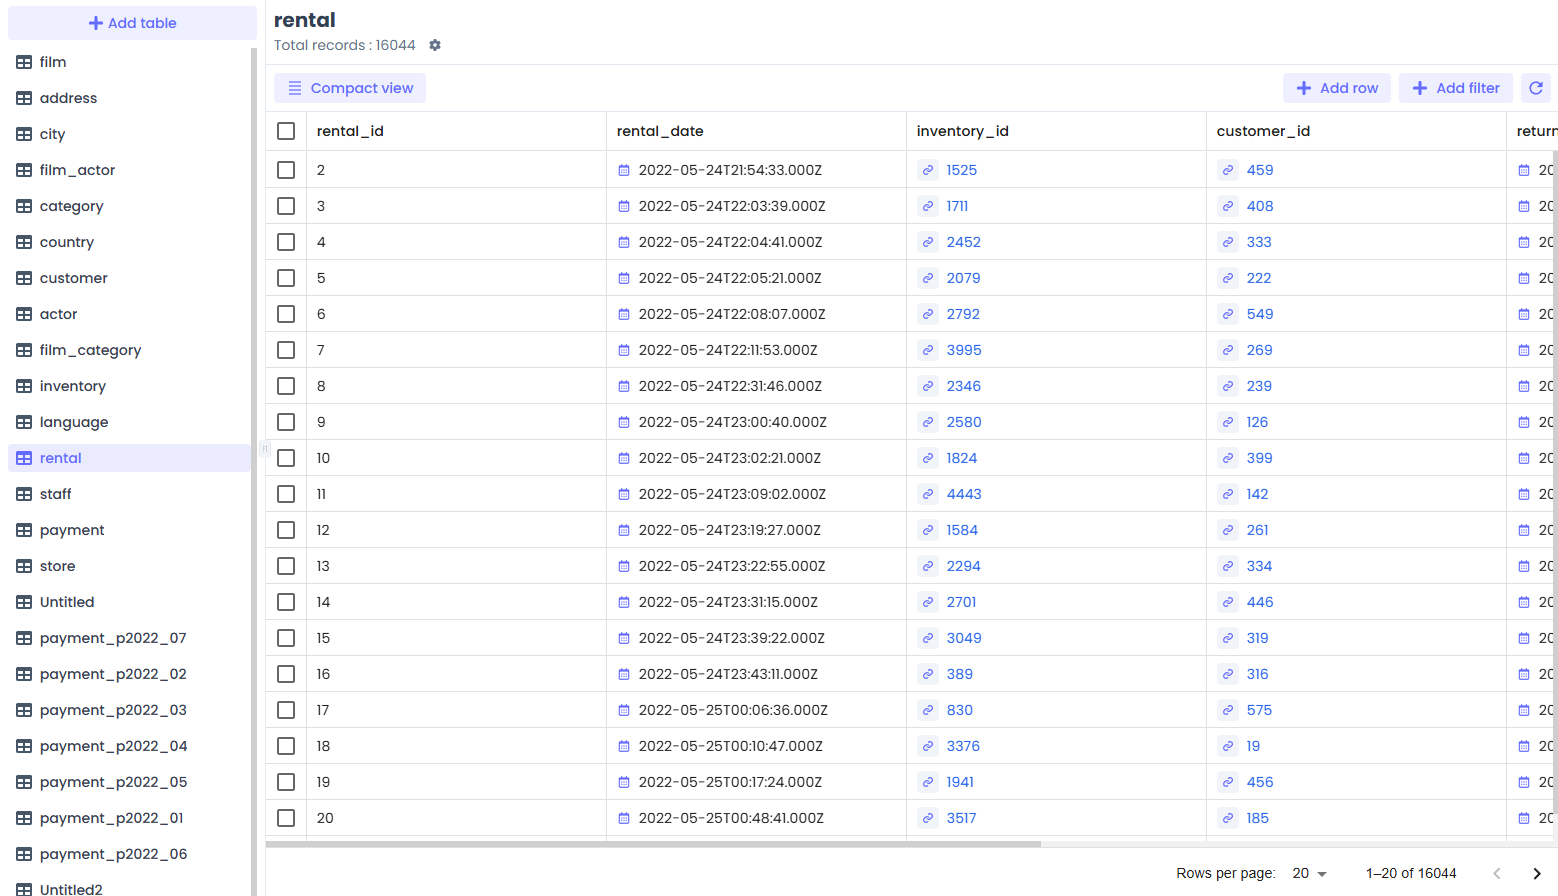 Add table
film
address
city
film_actor
category
country
customer
actor
film_category
inventory
language
rental
staff
payment
store
Untitled
payment_p2022_07
payment_p2022_02
payment_p2022_03
payment_p2022_04
payment_p2022_05
payment_p2022_01
payment_p2022_06
Untitled2
rental
Total records : 16044
Compact view Add row Add filter
rental_id rental_date inventory_id customer_id return
2 2022-05-24T21:54:33.000Z 1525 459 20
3 2022-05-24T22:03:39.000Z 1711 408 20
4 2022-05-24T22:04:41.000Z 2452 333 20
5 2022-05-24T22:05:21.000Z 2079 222 20
6 2022-05-24T22:08:07.000Z 2792 549 20
7 2022-05-24T22:11:53.000Z 3995 269 20
8 2022-05-24T22:31:46.000Z 2346 239 20
9 2022-05-24T23:00:40.000Z 2580 126 20
10 2022-05-24T23:02:21.000Z 1824 399 20
11 2022-05-24T23:09:02.000Z 4443 142 20
12 2022-05-24T23:19:27.000Z 1584 261 20
13 2022-05-24T23:22:55.000Z 2294 334 20
14 2022-05-24T23:31:15.000Z 2701 446 20
15 2022-05-24T23:39:22.000Z 3049 319 20
16 2022-05-24T23:43:11.000Z 389 316 20
17 2022-05-25T00:06:36.000Z 830 575 20
18 2022-05-25T00:10:47.000Z 3376 19 20
19 2022-05-25T00:17:24.000Z 1941 456 20
20 2022-05-25T00:48:41.000Z 3517 185 20
Rows per page: 20 1–20 of 16044